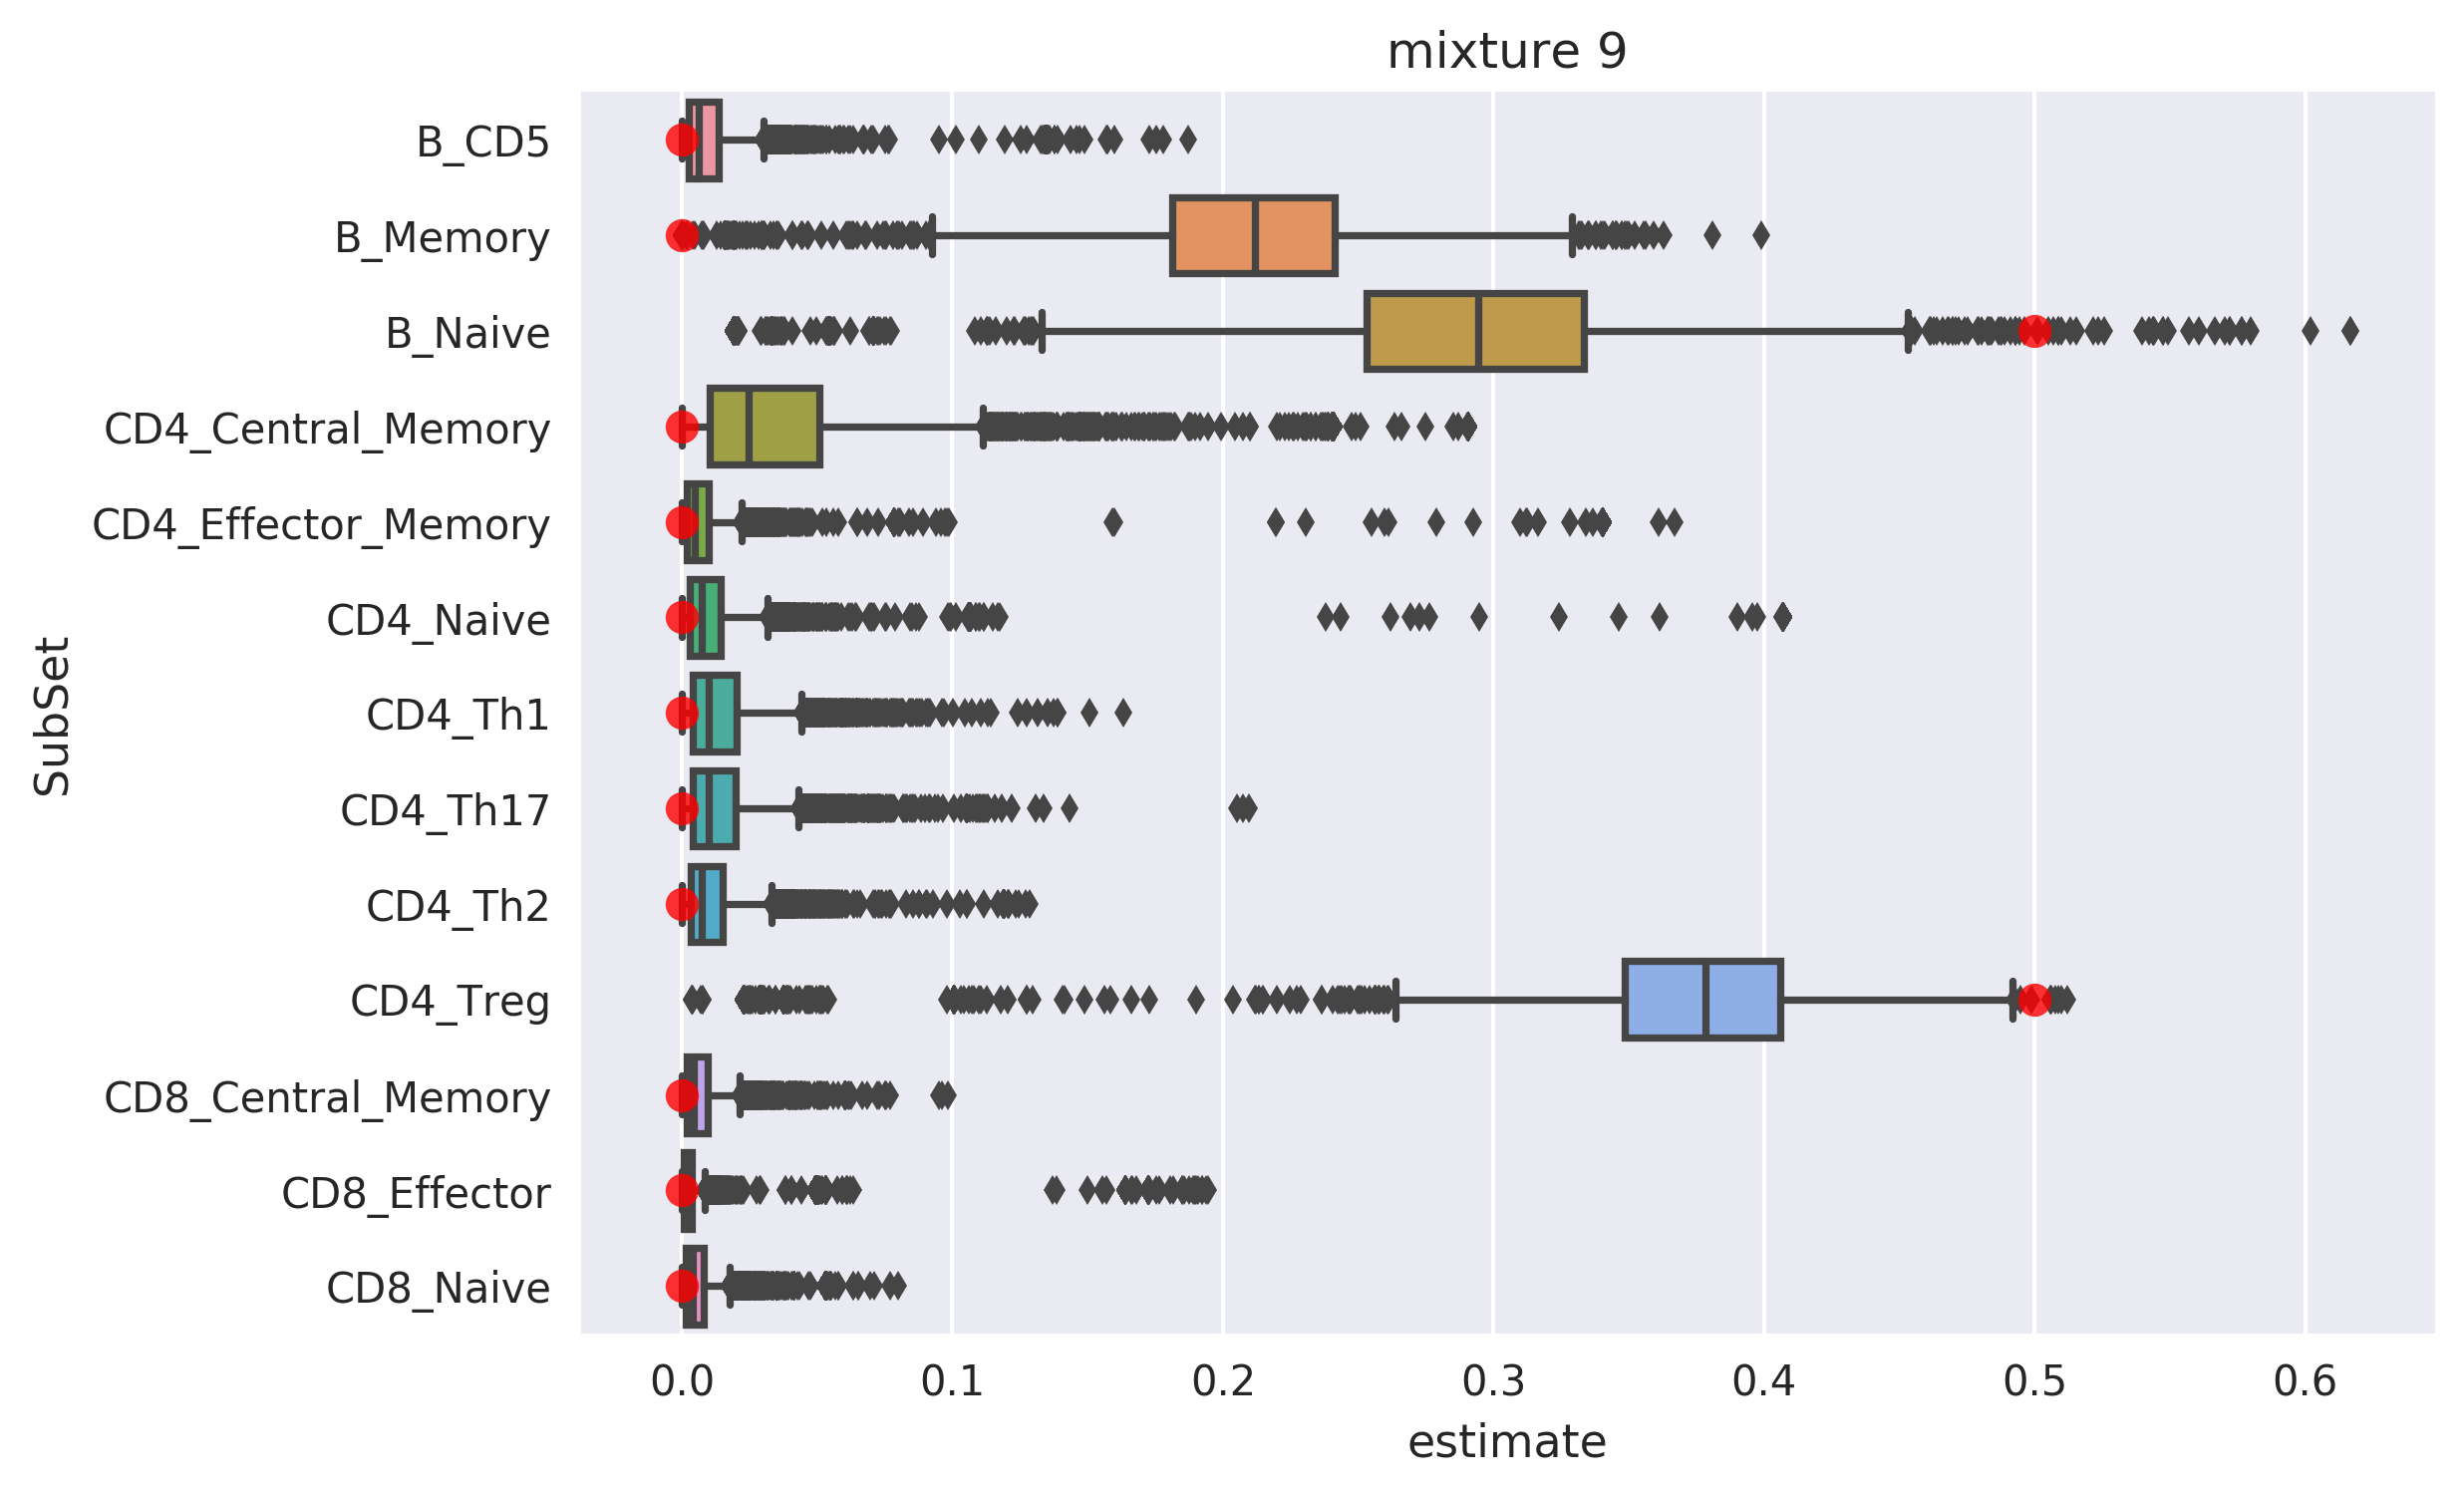 mixture 9
B_CD5
B_Memory
B_Naive
CD4_Central_Memory
CD4_Effector_Memory
CD4_Naive
CD4_Th1
CD4_Th17
CD4_Th2
CD4_Treg
CD8_Central_Memory
CD8_Effector
CD8_Naive
SubSet
0.0 0.1 0.2 0.3 0.4 0.5 0.6
estimate